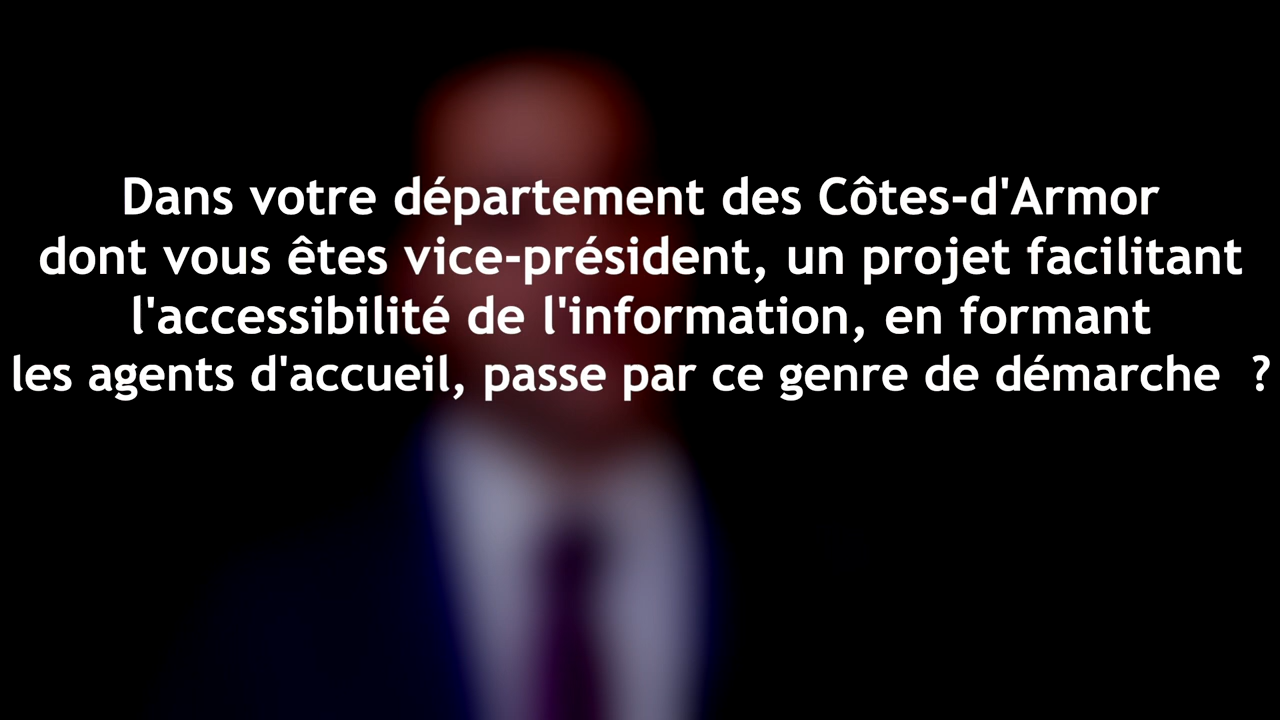 Dans votre département des Côtes-d'Armor
dont vous êtes vice-président, un projet facilitant
l'accessibilité de l'information, en formant
les agents d'accueil, passe par ce genre de démarche  ?